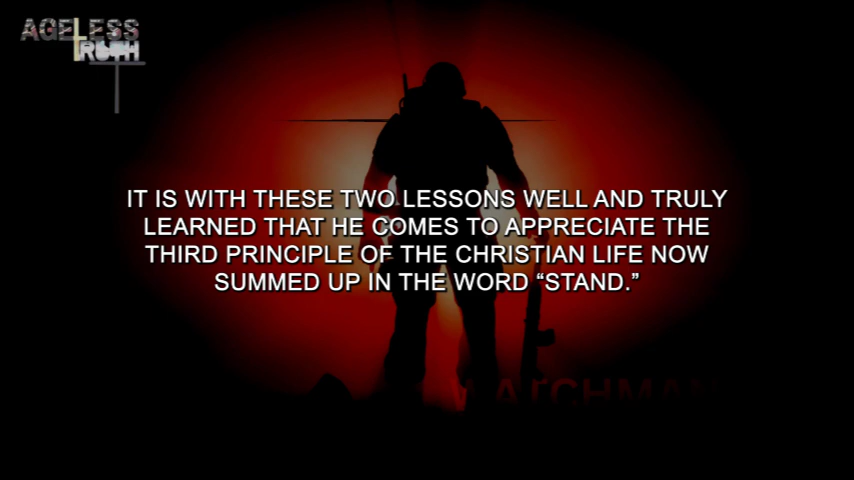 AGELESS
TRUTH
IT IS WITH THESE TWO LESSONS WELL AND TRULY
LEARNED THAT HE COMES TO APPRECIATE THE
THIRD PRINCIPLE OF THE CHRISTIAN LIFE NOW
SUMMED UP IN THE WORD “STAND.”
WATCHMAN